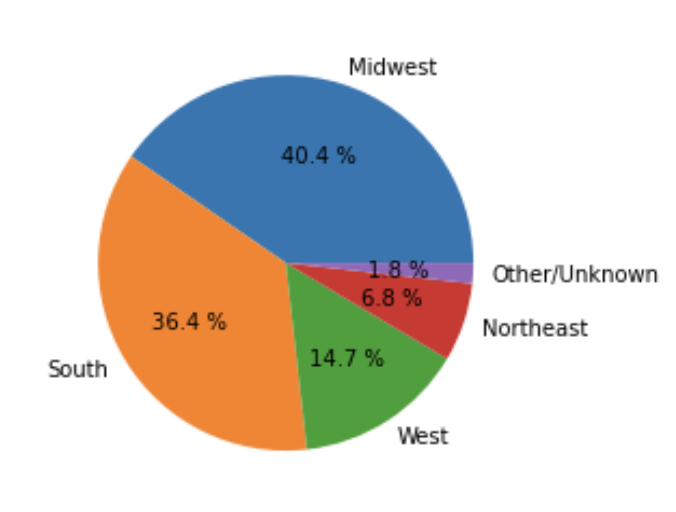 Midwest
40.4 %
1.8 %
Other/Unknown
6.8 %
Northeast
36.4 %
14.7 %
South
West